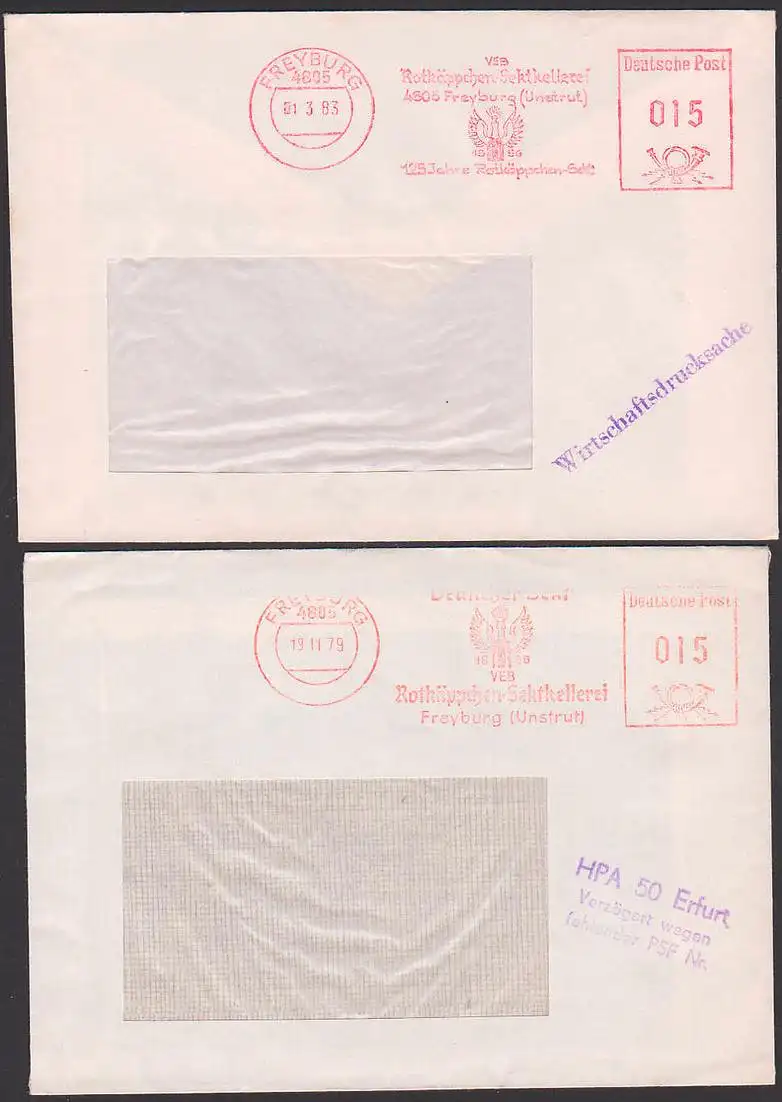 FREYBURG
4805
01 3 83
VEB
Rotkäppchen-Sektkellerei
4805 Freyburg (Unstrut)
18 56
125 Jahre Rotkäppchen-Sekt
Deutsche Post
015
Wirtschaftsdrucksache
FREYBURG
4805
19 11 79
Deutscher Sekt
18 56
VEB
Rotkäppchen-Sektkellerei
Freyburg (Unstrut)
Deutsche Post
015
HPA 50 Erfurt
Verzögert wegen
fehlender PSF Nr.